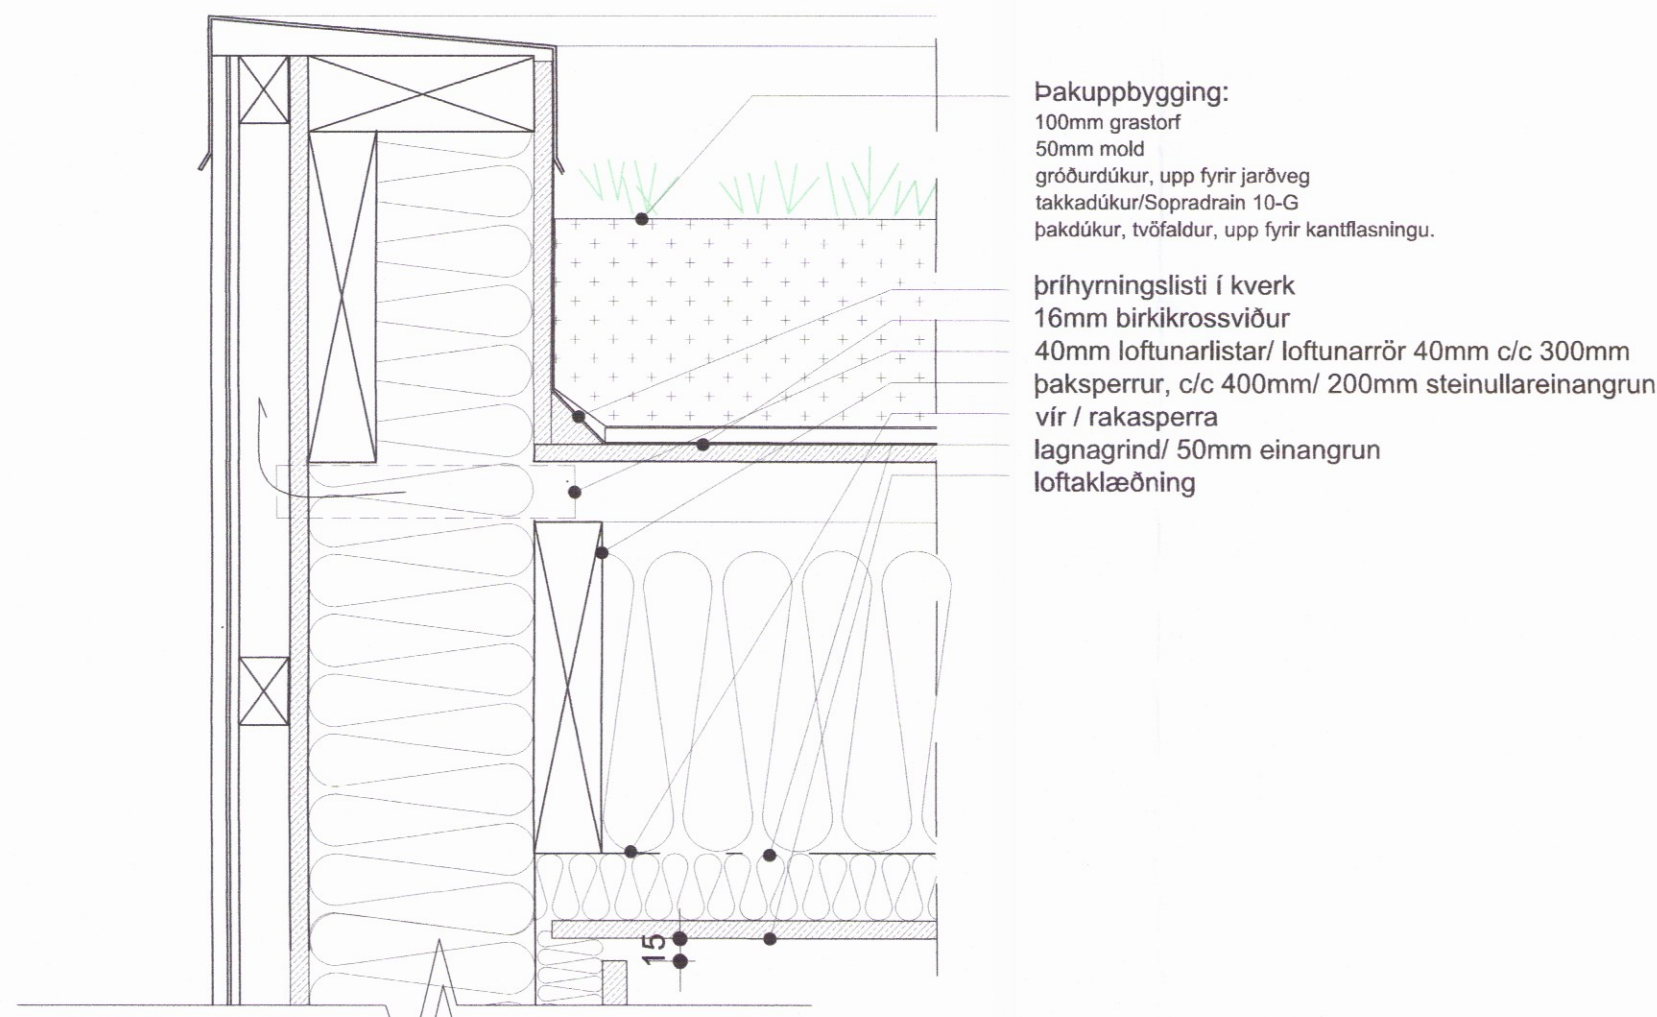 Þakuppbygging:
100mm grastorf
50mm mold
gróðurdúkur, upp fyrir jarðveg
takkadúkur/Sopradrain 10-G
þakdúkur, tvöfaldur, upp fyrir kantflasningu.
þríhyrningslisti í kverk
16mm birkikrossviður
40mm loftunarlistar/ loftunarrör 40mm c/c 300mm
þaksperrur, c/c 400mm/ 200mm steinullareinangrun
vír / rakasperra
lagnagrind/ 50mm einangrun
loftaklæðning
15